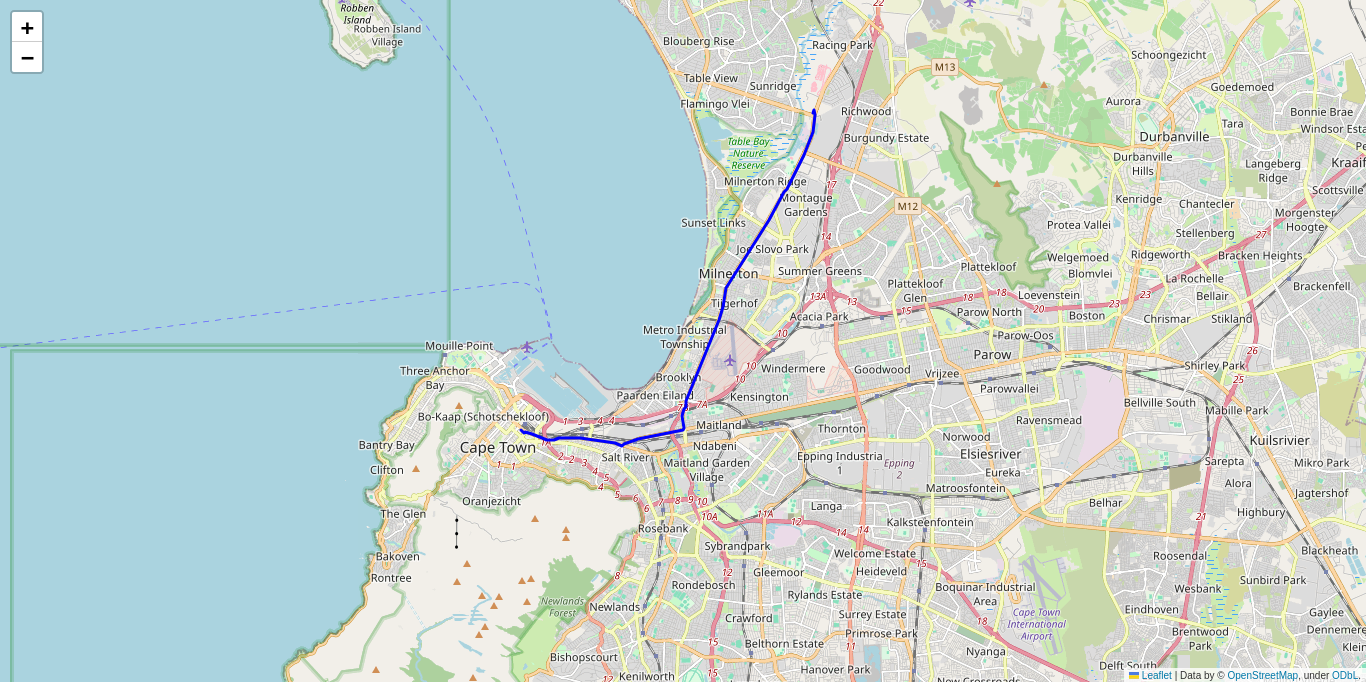 +
−
Robben
Island
Robben Island
Village
22
Blouberg Rise
Racing Park
Schoongezicht
M13
Table View
Sunridge
Goedemoed
Flamingo Vlei
Richwood
Aurora
Bonnie Brae
Tara
Windsor Esta
Burgundy Estate
Durbanville
Table Bay
Nature
Reserve
Durbanville
Hills
Langeberg
Ridge
Kraaif
Milnerton Ridge
17
Scottsville
Montague
Gardens
M12
Kenridge
Chantecler
Morgenster
Hoogte
Sunset Links
Protea Vallei
Stellenberg
27
14
Joe Slovo Park
Welgemoed
Ridgeworth
Bracken Heights
Milnerton
Summer Greens
Plattekloof
Blomvlei
La Rochelle
Plattekloof
Glen
Brackenfell
13A
13
18
20
Loevenstein
Bellair
Tijgerhof
18
Parow North
Boston
Chrismar
Stikland
Acacia Park
Metro Industrial
Township
10
Parow-Oos
Mouille Point
Parow
Three Anchor
Bay
10
Windermere
Goodwood
Vrijzee
Shirley Park
Brooklyn
10
25
Parowvallei
Paarden Eiland
Kensington
7A
Bellville South
Mabille Park
26
Bo-Kaap (Schotschekloof)
1
3
4
4
Maitland
Thornton
Ravensmead
Norwood
Kuilsrivier
Bantry Bay
Cape Town
1A
Ndabeni
Elsiesriver
Salt River
Epping Industria
1
Epping
2
Sarepta
Mikro Park
Clifton
1
1
2
2
3
4
5
4
Maitland Garden
Village
Eureka
Matroosfontein
Alora
Oranjezicht
5
6
7
8
9
10
Belhar
Jagtershof
The Glen
10A
11A
12
Langa
14
Kalksteenfontein
21
Highbury
Rosebank
Sybrandpark
Welcome Estate
15
Roosendal
Blackheath
Bakoven
Rontree
8
12
Gleemoor
Heideveld
Sunbird Park
Rondebosch
Boquinar Industrial
Area
Wesbank
Newlands
Forest
Newlands
Rylands Estate
Crawford
Surrey Estate
Cape Town
International
Airport
Eindhoven
Gaylee
Primrose Park
Brentwood
Park
Dennemere
Belthorn Estate
Nyanga
Bishopscourt
12
Hanover Park
Delft South
Klein
Kenilworth
New Crossroads
Leaflet | Data by © OpenStreetMap, under ODbL.